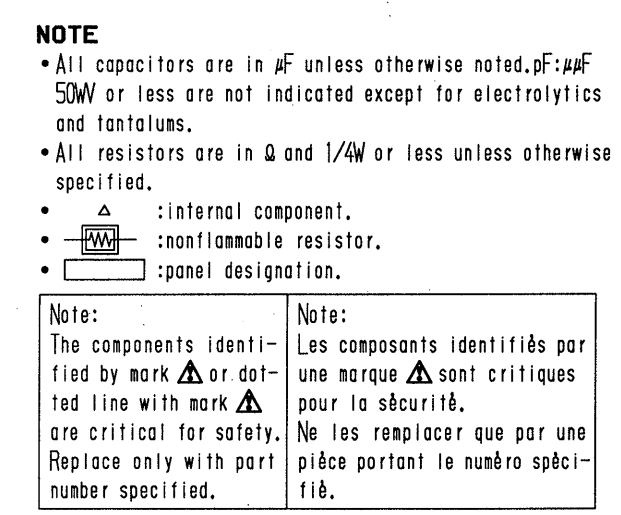 NOTE
• All capacitors are in μF unless otherwise noted. pF: μμF
50WV or less are not indicated except for electrolytics
and tantalums.
• All resistors are in Ω and 1/4W or less unless otherwise
specified.
• △ : internal component.
• : nonflammable resistor.
• : panel designation.
Note:
The components identi-
fied by mark ⚠ or dot-
ted line with mark ⚠
are critical for safety.
Replace only with part
number specified.
Note:
Les composants identifiés par
une marque ⚠ sont critiques
pour la sécurité.
Ne les remplacer que par une
pièce portant le numéro spéci-
fié.